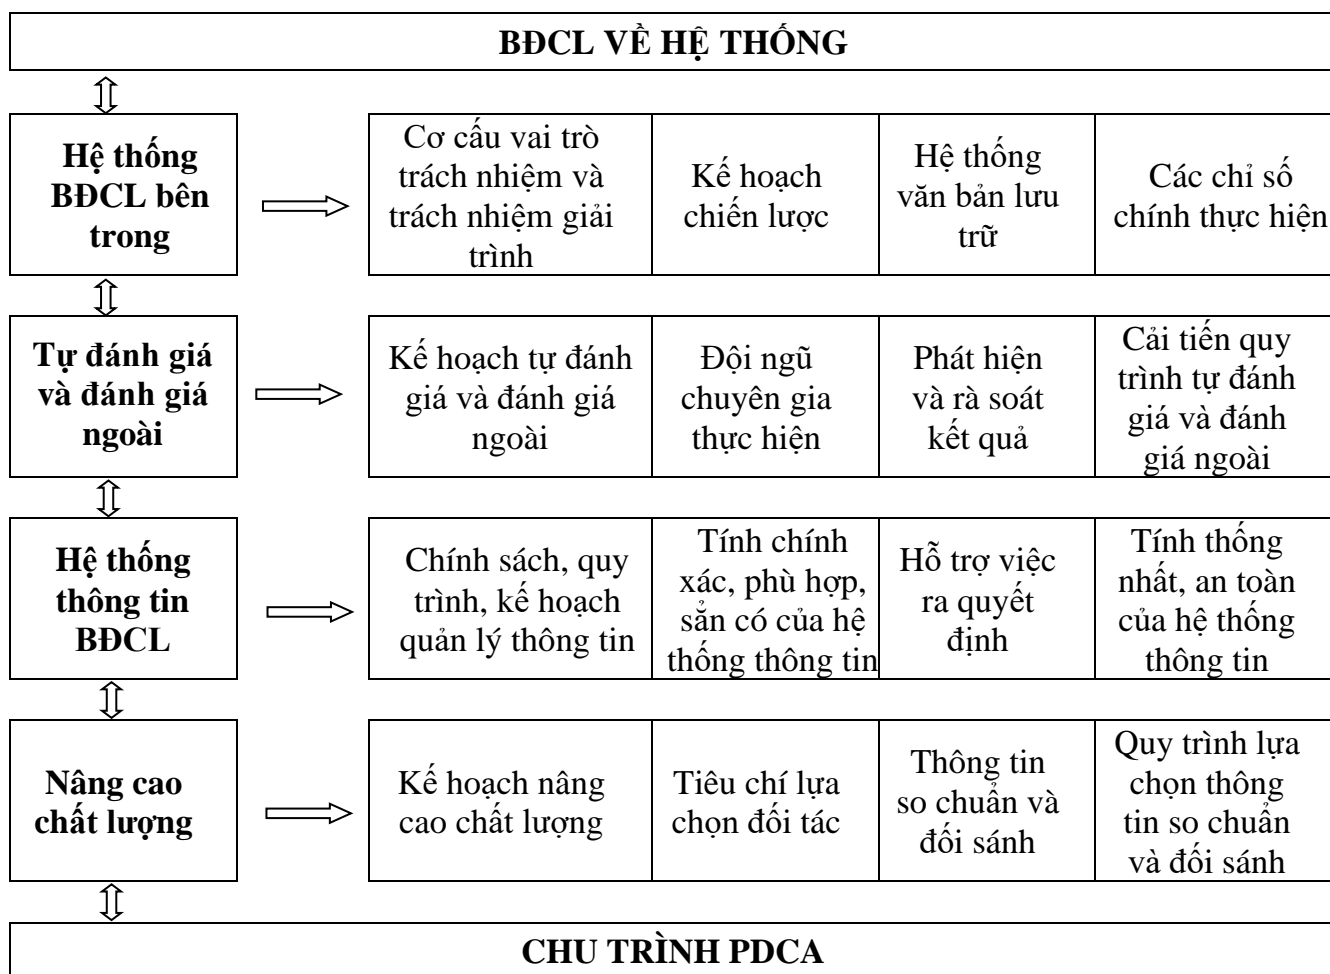 BĐCL VỀ HỆ THỐNG
Hệ thống
BĐCL bên
trong
Cơ cấu vai trò
trách nhiệm và
trách nhiệm giải
trình
Kế hoạch
chiến lược
Hệ thống
văn bản lưu
trữ
Các chỉ số
chính thực hiện
Tự đánh giá
và đánh giá
ngoài
Kế hoạch tự đánh
giá và đánh giá
ngoài
Đội ngũ
chuyên gia
thực hiện
Phát hiện
và rà soát
kết quả
Cải tiến quy
trình tự đánh
giá và đánh
giá ngoài
Hệ thống
thông tin
BĐCL
Chính sách, quy
trình, kế hoạch
quản lý thông tin
Tính chính
xác, phù hợp,
sẵn có của hệ
thống thông tin
Hỗ trợ việc
ra quyết
định
Tính thống
nhất, an toàn
của hệ thống
thông tin
Nâng cao
chất lượng
Kế hoạch nâng
cao chất lượng
Tiêu chí lựa
chọn đối tác
Thông tin
so chuẩn và
đối sánh
Quy trình lựa
chọn thông
tin so chuẩn
và đối sánh
CHU TRÌNH PDCA